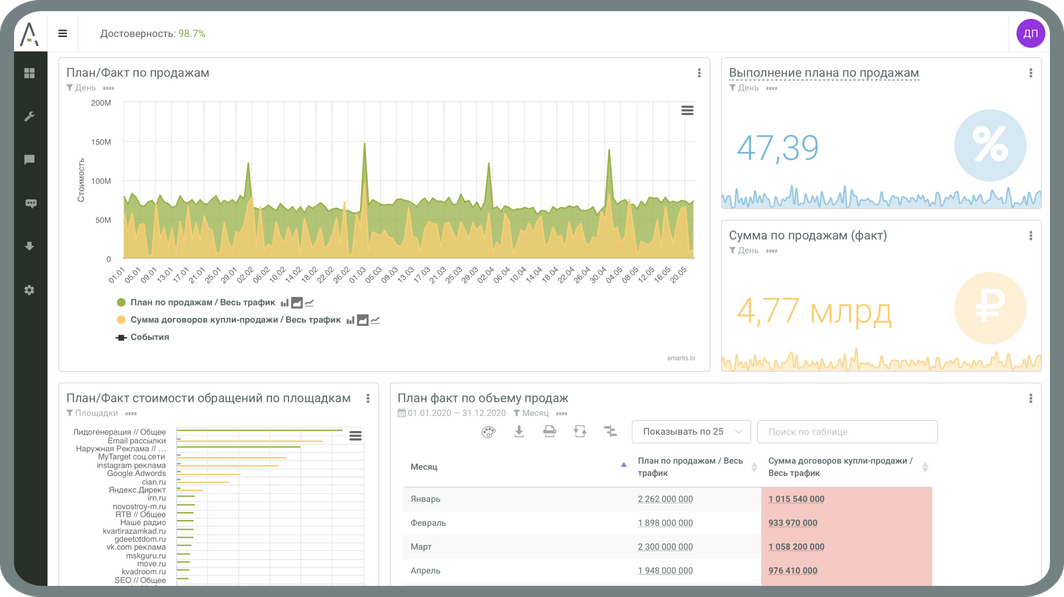 Достоверность: 98.7%
ДП
План/Факт по продажам
День
200M
150M
100M
50M
0
Стоимость
01.01
05.01
09.01
13.01
17.01
21.01
25.01
29.01
02.02
06.02
10.02
14.02
18.02
22.02
26.02
01.03
05.03
09.03
13.03
17.03
21.03
25.03
29.03
02.04
06.04
10.04
14.04
18.04
22.04
26.04
30.04
04.05
08.05
12.05
16.05
20.05
План по продажам / Весь трафик
Сумма договоров купли-продажи / Весь трафик
События
smartis.bi
Выполнение плана по продажам
День
47,39
%
Сумма по продажам (факт)
День
4,77 млрд
₽
План/Факт стоимости обращений по площадкам
Площадки
Лидогенерация // Общее
Email рассылки
Наружная Реклама // ...
MyTarget соц.сети
instagram реклама
Google.Adwords
cian.ru
Яндекс.Директ
irn.ru
novostroy-m.ru
RTB // Общее
Наше радио
kvartirazamkad.ru
gdeetotdom.ru
vk.com реклама
mskguru.ru
move.ru
kvadroom.ru
SEO // Общее
План факт по объему продаж
01.01.2020 — 31.12.2020 Месяц
Показывать по 25
Поиск по таблице
Месяц
План по продажам / Весь трафик
Сумма договоров купли-продажи / Весь трафик
Январь 2 262 000 000 1 015 540 000
Февраль 1 898 000 000 933 970 000
Март 2 300 000 000 1 058 200 000
Апрель 1 948 000 000 976 410 000